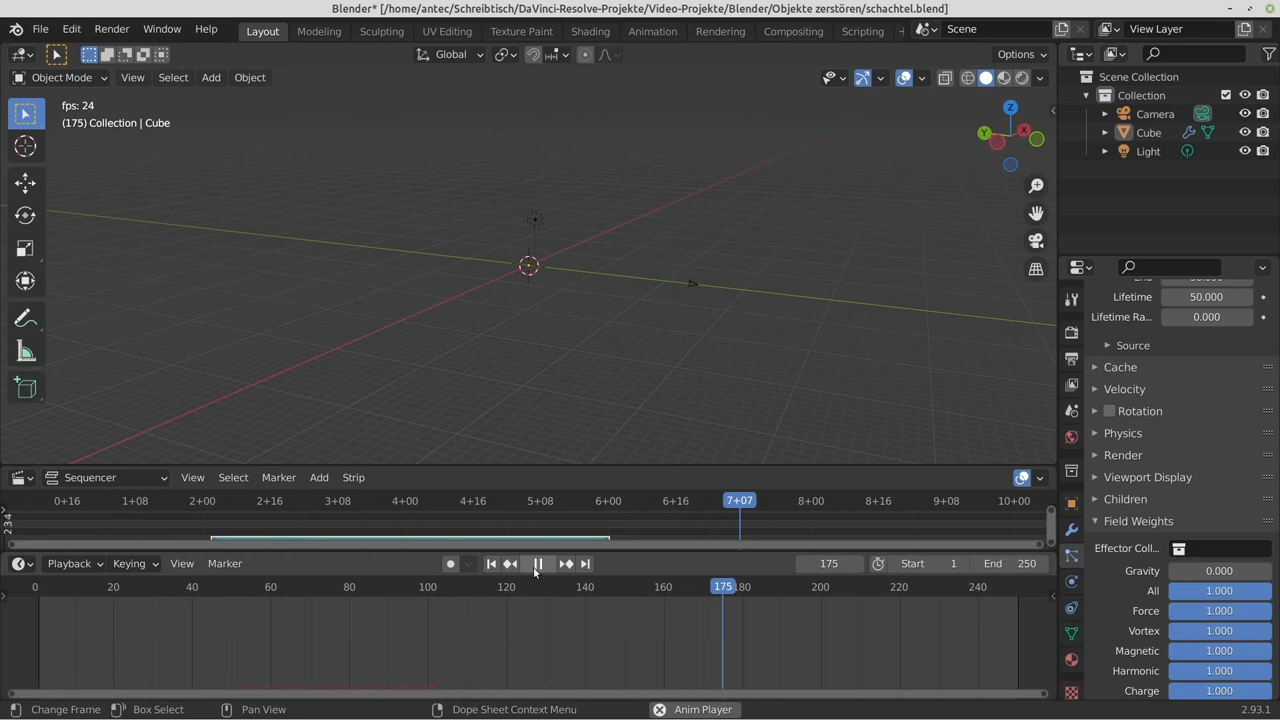 Blender* [/home/antec/Schreibtisch/DaVinci-Resolve-Projekte/Video-Projekte/Blender/Objekte zerstören/schachtel.blend]
File Edit Render Window Help Layout Modeling Sculpting UV Editing Texture Paint Shading Animation Rendering Compositing Scripting Scene View Layer
Global Options
Object Mode View Select Add Object
fps: 24
(175) Collection | Cube
Z
Y
X
Scene Collection
Collection
Camera
Cube
Light
50.000
Lifetime 50.000
Lifetime Ra... 0.000
Source
Cache
Velocity
Rotation
Physics
Render
Viewport Display
Children
Field Weights
Effector Coll...
Gravity 0.000
All 1.000
Force 1.000
Vortex 1.000
Magnetic 1.000
Harmonic 1.000
Charge 1.000
Sequencer View Select Marker Add Strip
0+16 1+08 2+00 2+16 3+08 4+00 4+16 5+08 6+00 6+16 7+07 8+00 8+16 9+08 10+00
Playback Keying View Marker 175 Start 1 End 250
0 20 40 60 80 100 120 140 160 175 180 200 220 240
Change Frame Box Select Pan View Dope Sheet Context Menu Anim Player 2.93.1